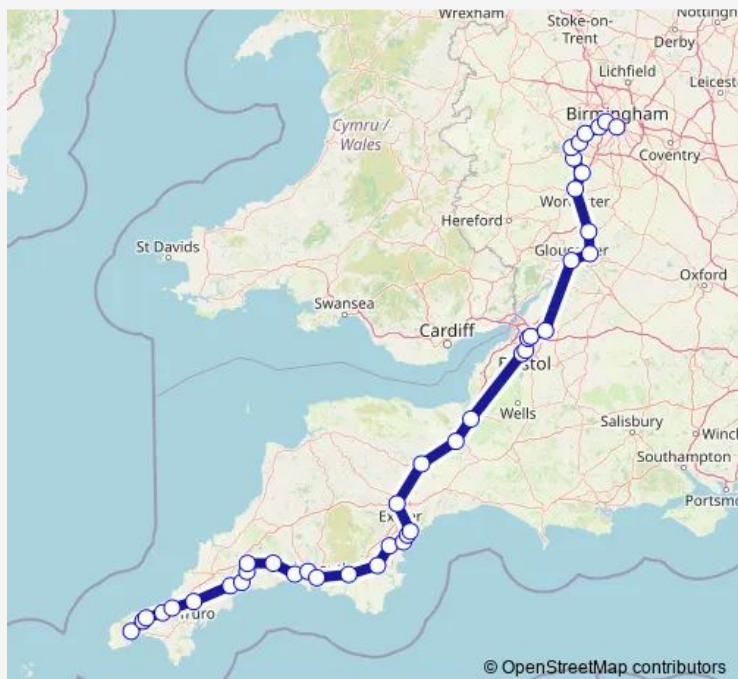 Wrexham
Stoke-on-
Trent
Nottingh
Derby
Lichfield
Leicester
Birmingham
Cymru /
Wales
Coventry
Hereford
St Davids
Oxford
Swansea
Cardiff
Wells
Salisbury
Winc
Southampton
Portsm
Truro
© OpenStreetMap contributors